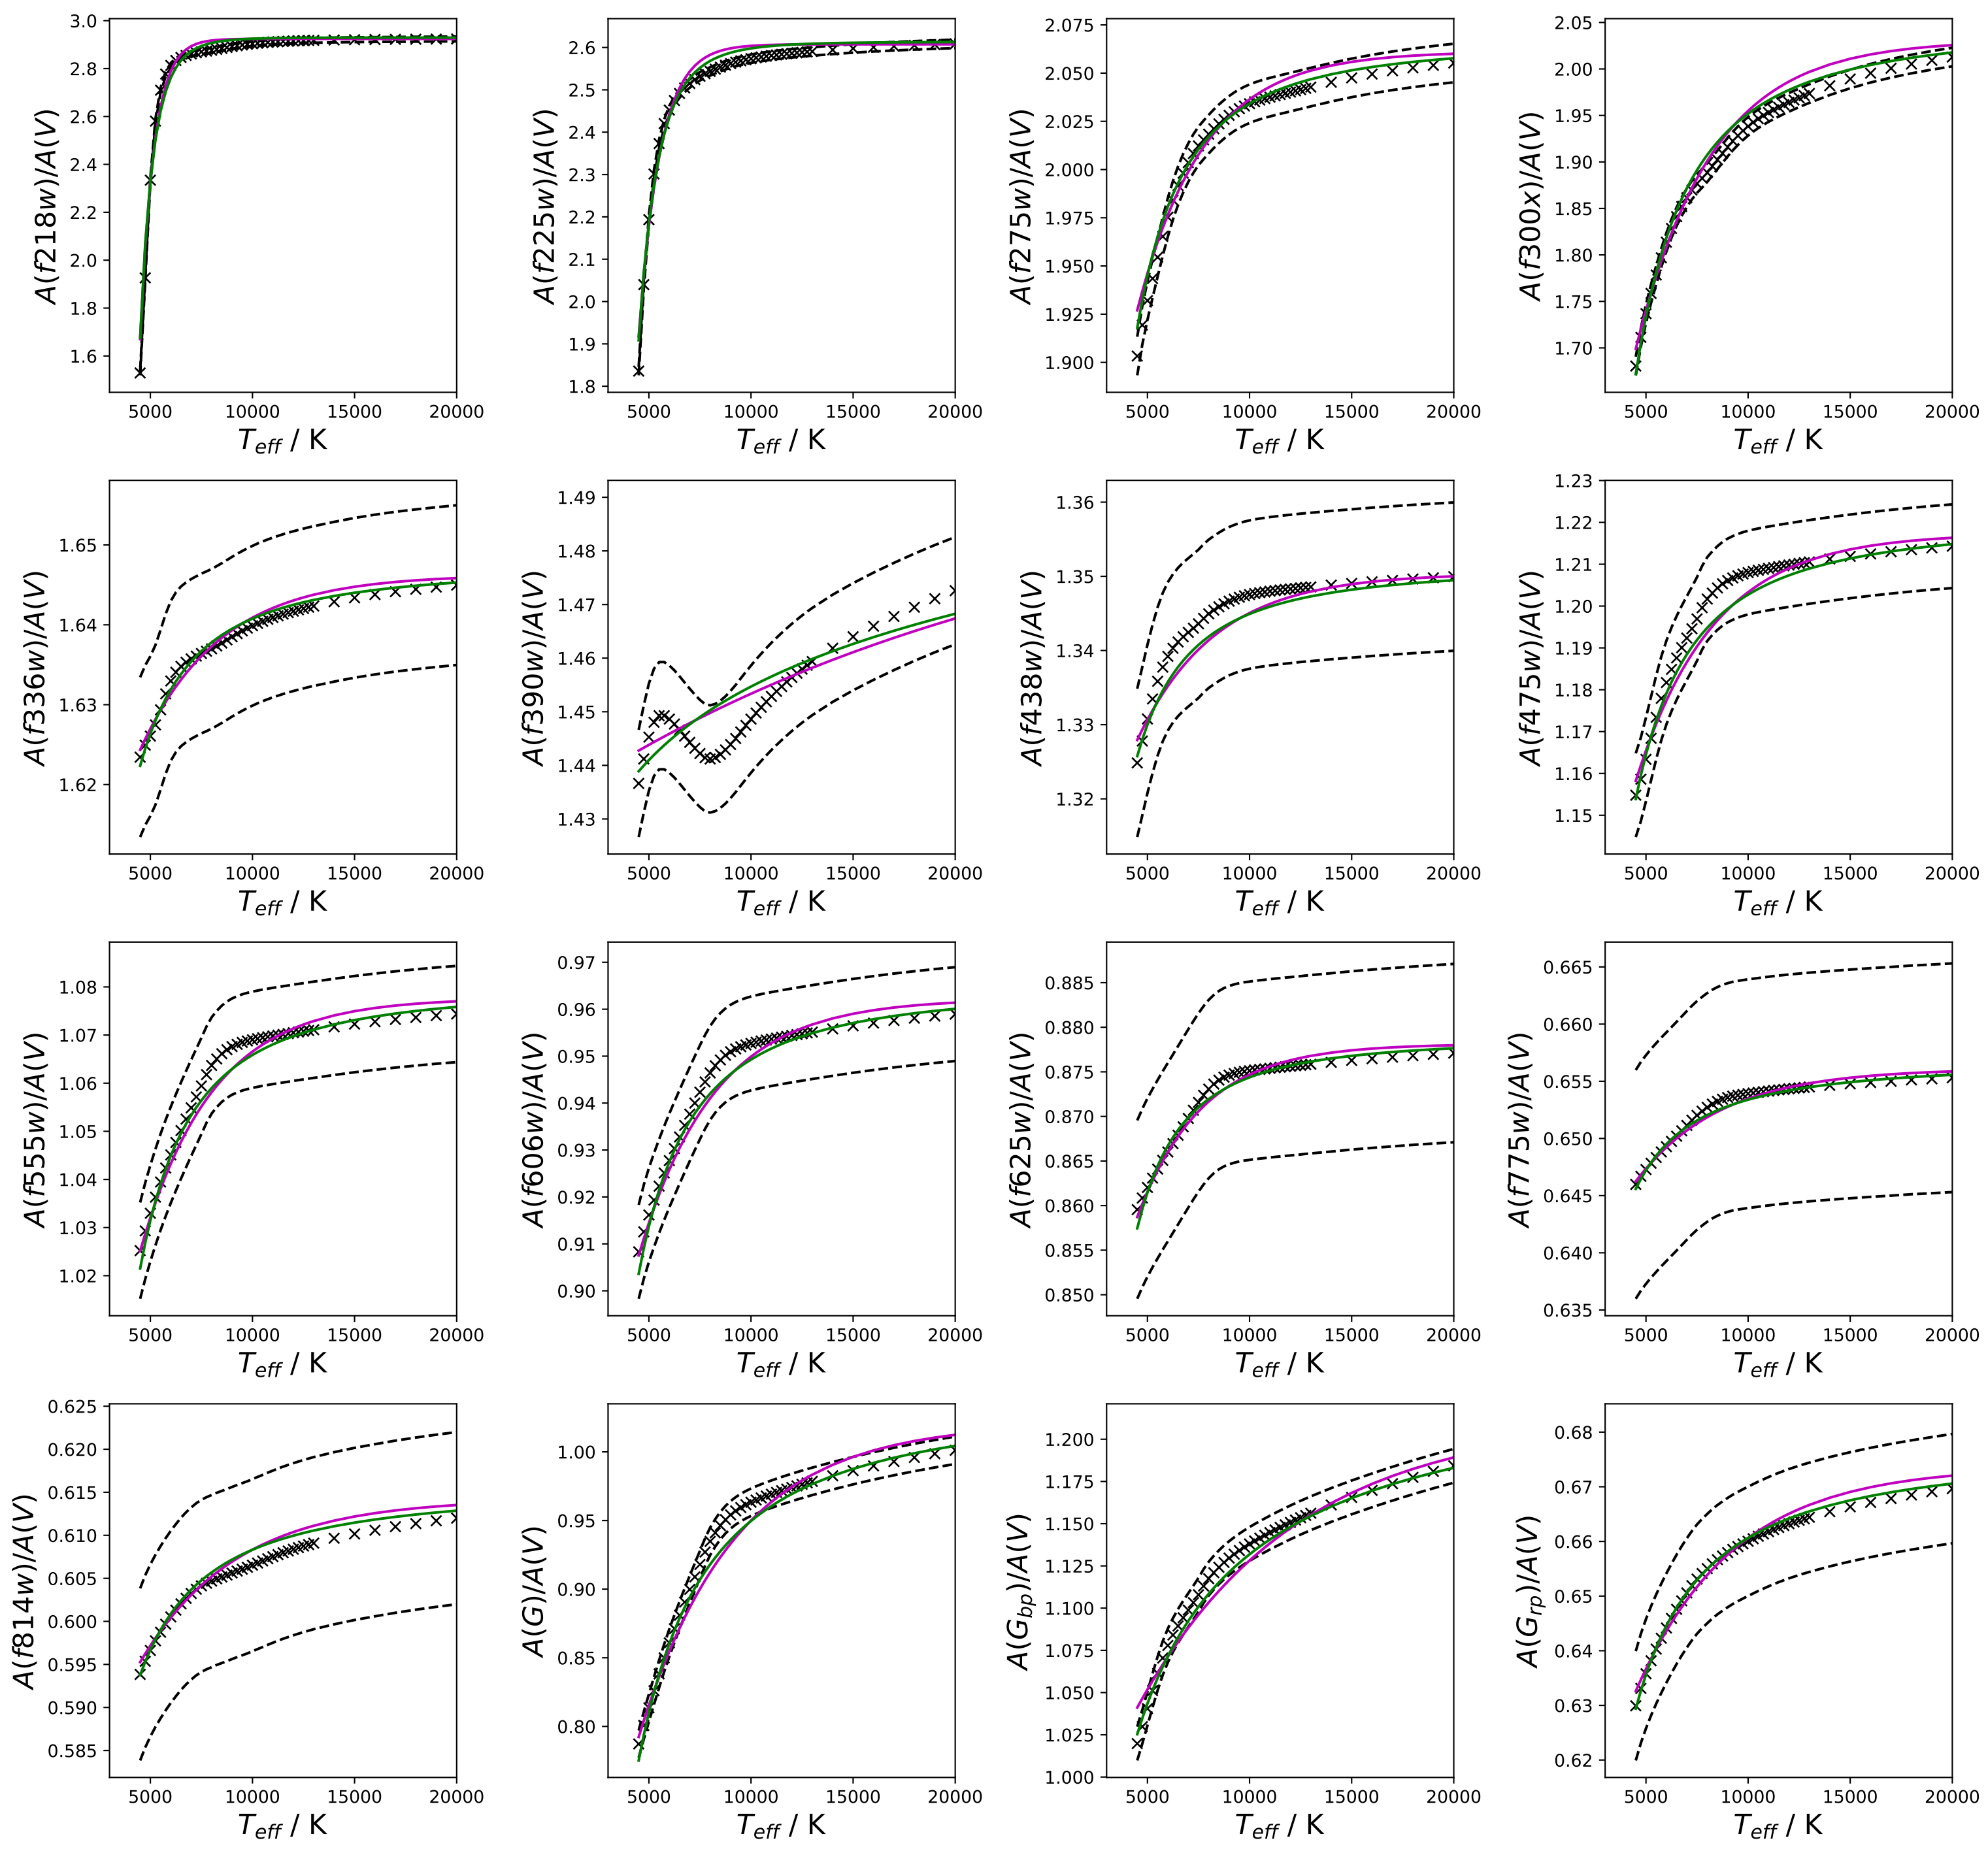 3.0
2.8
2.6
2.4
2.2
2.0
1.8
1.6
A(f218w)/A(V)
5000 10000 15000 20000
T_eff / K
2.6
2.5
2.4
2.3
2.2
2.1
2.0
1.9
1.8
A(f225w)/A(V)
5000 10000 15000 20000
T_eff / K
2.075
2.050
2.025
2.000
1.975
1.950
1.925
1.900
A(f275w)/A(V)
5000 10000 15000 20000
T_eff / K
2.05
2.00
1.95
1.90
1.85
1.80
1.75
1.70
A(f300x)/A(V)
5000 10000 15000 20000
T_eff / K
1.65
1.64
1.63
1.62
A(f336w)/A(V)
5000 10000 15000 20000
T_eff / K
1.49
1.48
1.47
1.46
1.45
1.44
1.43
A(f390w)/A(V)
5000 10000 15000 20000
T_eff / K
1.36
1.35
1.34
1.33
1.32
A(f438w)/A(V)
5000 10000 15000 20000
T_eff / K
1.23
1.22
1.21
1.20
1.19
1.18
1.17
1.16
1.15
A(f475w)/A(V)
5000 10000 15000 20000
T_eff / K
1.08
1.07
1.06
1.05
1.04
1.03
1.02
A(f555w)/A(V)
5000 10000 15000 20000
T_eff / K
0.97
0.96
0.95
0.94
0.93
0.92
0.91
0.90
A(f606w)/A(V)
5000 10000 15000 20000
T_eff / K
0.885
0.880
0.875
0.870
0.865
0.860
0.855
0.850
A(f625w)/A(V)
5000 10000 15000 20000
T_eff / K
0.665
0.660
0.655
0.650
0.645
0.640
0.635
A(f775w)/A(V)
5000 10000 15000 20000
T_eff / K
0.625
0.620
0.615
0.610
0.605
0.600
0.595
0.590
0.585
A(f814w)/A(V)
5000 10000 15000 20000
T_eff / K
1.00
0.95
0.90
0.85
0.80
A(G)/A(V)
5000 10000 15000 20000
T_eff / K
1.200
1.175
1.150
1.125
1.100
1.075
1.050
1.025
1.000
A(G_bp)/A(V)
5000 10000 15000 20000
T_eff / K
0.68
0.67
0.66
0.65
0.64
0.63
0.62
A(G_rp)/A(V)
5000 10000 15000 20000
T_eff / K